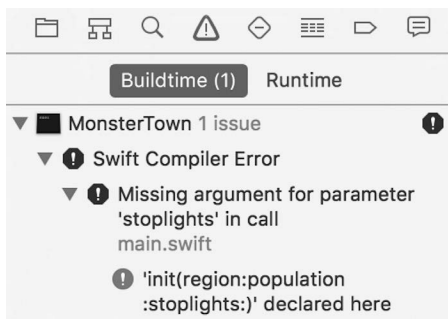 Buildtime (1) Runtime
MonsterTown 1 issue
Swift Compiler Error
Missing argument for parameter
'stoplights' in call
main.swift
'init(region:population
:stoplights:)' declared here